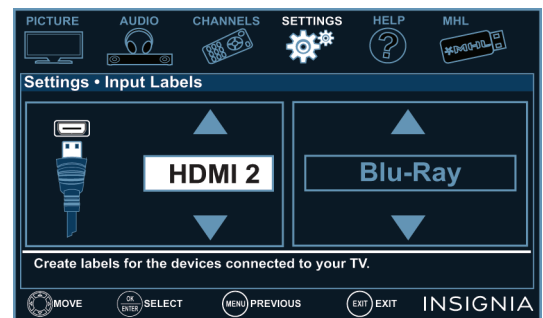 PICTURE AUDIO CHANNELS SETTINGS HELP MHL
MHL
Settings • Input Labels
HDMI 2 Blu-Ray
Create labels for the devices connected to your TV.
MOVE OK ENTER SELECT MENU PREVIOUS EXIT EXIT INSIGNIA